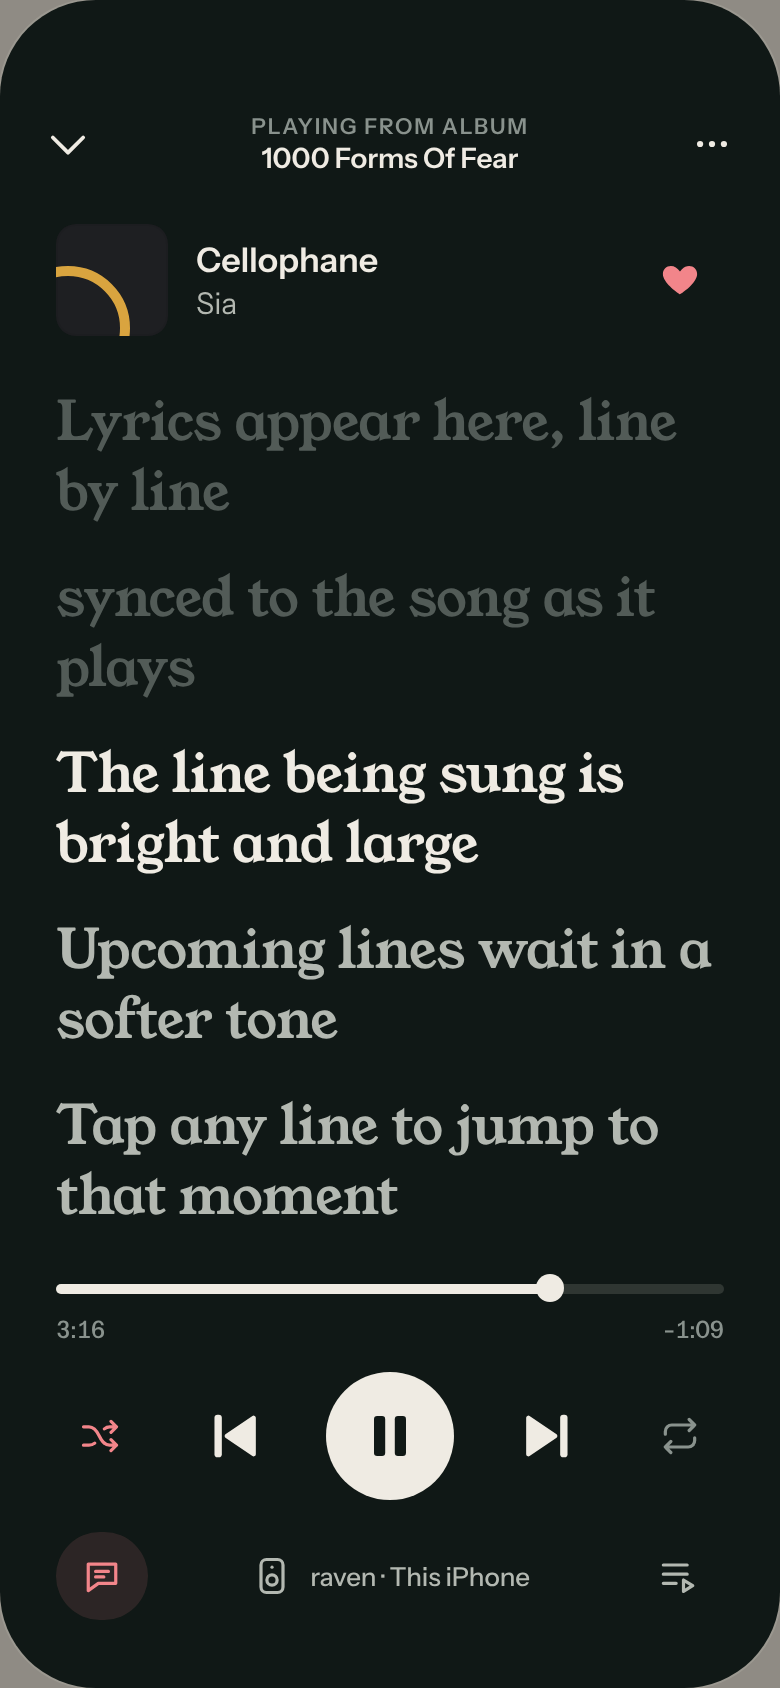 PLAYING FROM ALBUM
1000 Forms Of Fear
Cellophane
Sia
Lyrics appear here, line
by line
synced to the song as it
plays
The line being sung is
bright and large
Upcoming lines wait in a
softer tone
Tap any line to jump to
that moment
3:16
-1:09
raven · This iPhone